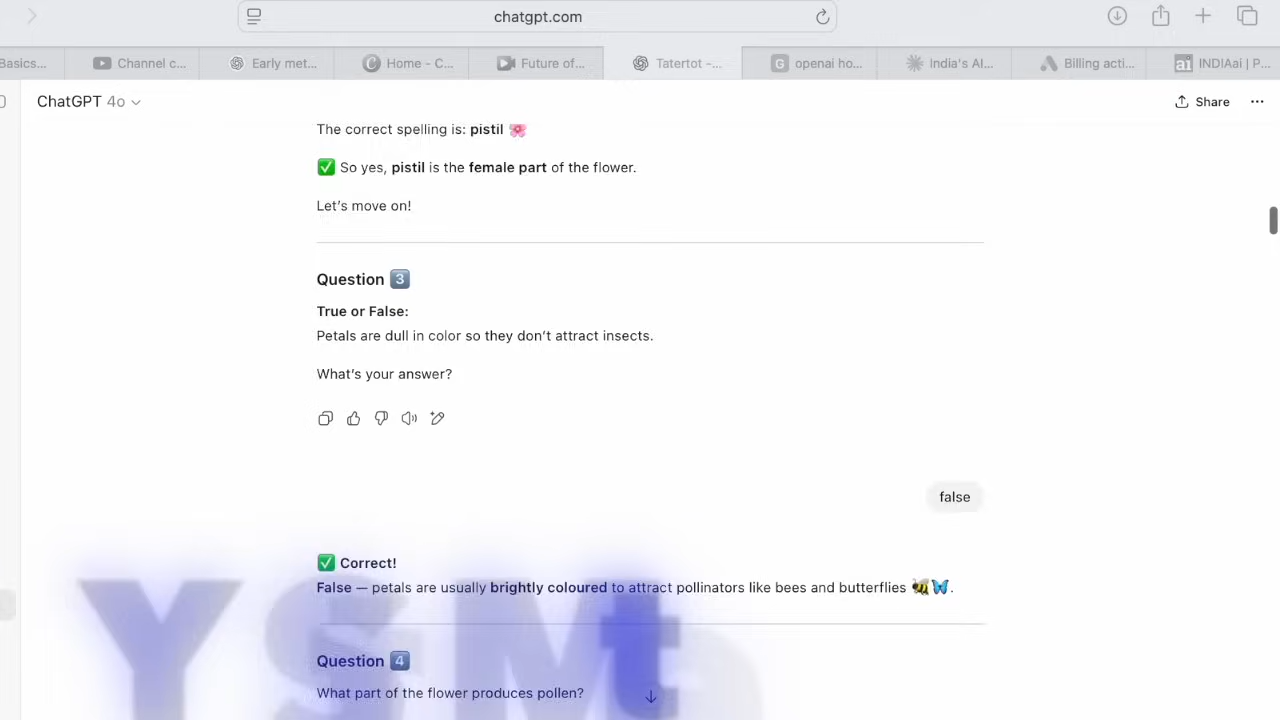 chatgpt.com
Basics...
Channel c...
Early met...
Home - C...
Future of...
Tatertot -...
openai ho...
India's AI...
Billing acti...
INDIAai | P...
ChatGPT 4o
Share
The correct spelling is: pistil 🌸
✅ So yes, pistil is the female part of the flower.
Let's move on!
Question 3️⃣
True or False:
Petals are dull in color so they don't attract insects.
What's your answer?
false
✅ Correct!
False — petals are usually brightly coloured to attract pollinators like bees and butterflies 🐝🦋.
Question 4️⃣
What part of the flower produces pollen?
YSMt